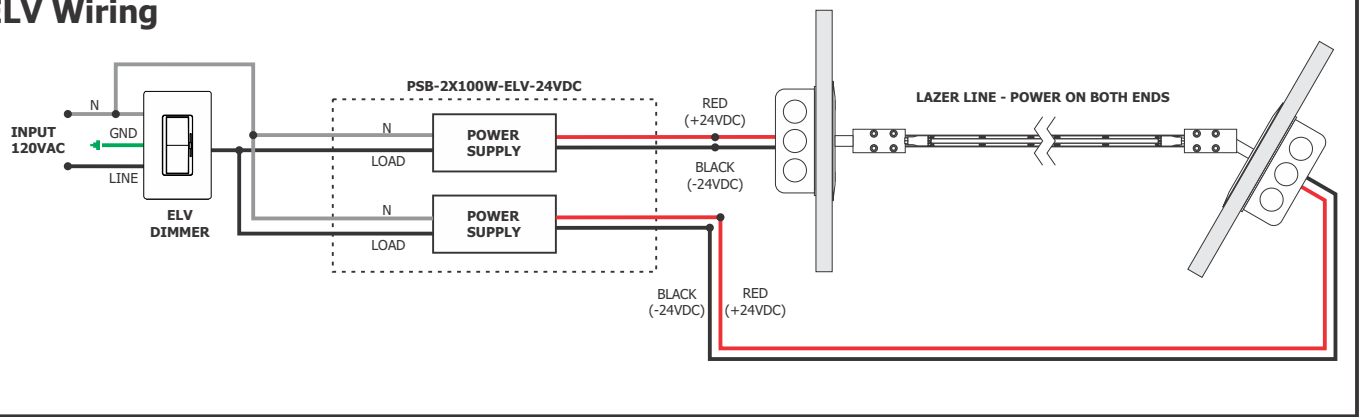 ELV Wiring
PSB-2X100W-ELV-24VDC
N
INPUT
120VAC
GND
LINE
ELV
DIMMER
N
LOAD
POWER
SUPPLY
N
LOAD
POWER
SUPPLY
RED
(+24VDC)
BLACK
(-24VDC)
BLACK
(-24VDC)
RED
(+24VDC)
LAZER LINE - POWER ON BOTH ENDS